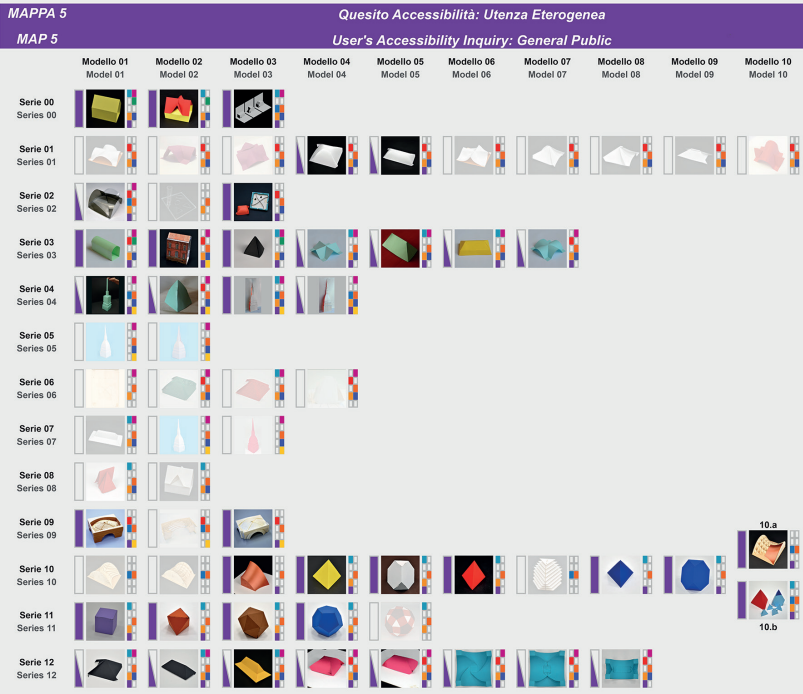 MAPPA 5 Quesito Accessibilità: Utenza Eterogenea
MAP 5 User's Accessibility Inquiry: General Public
Modello 01 Modello 02 Modello 03 Modello 04 Modello 05 Modello 06 Modello 07 Modello 08 Modello 09 Modello 10
Model 01 Model 02 Model 03 Model 04 Model 05 Model 06 Model 07 Model 08 Model 09 Model 10
Serie 00
Series 00
Serie 01
Series 01
Serie 02
Series 02
Serie 03
Series 03
Serie 04
Series 04
Serie 05
Series 05
Serie 06
Series 06
Serie 07
Series 07
Serie 08
Series 08
Serie 09
Series 09
10.a
Serie 10
Series 10
Serie 11
Series 11
10.b
Serie 12
Series 12